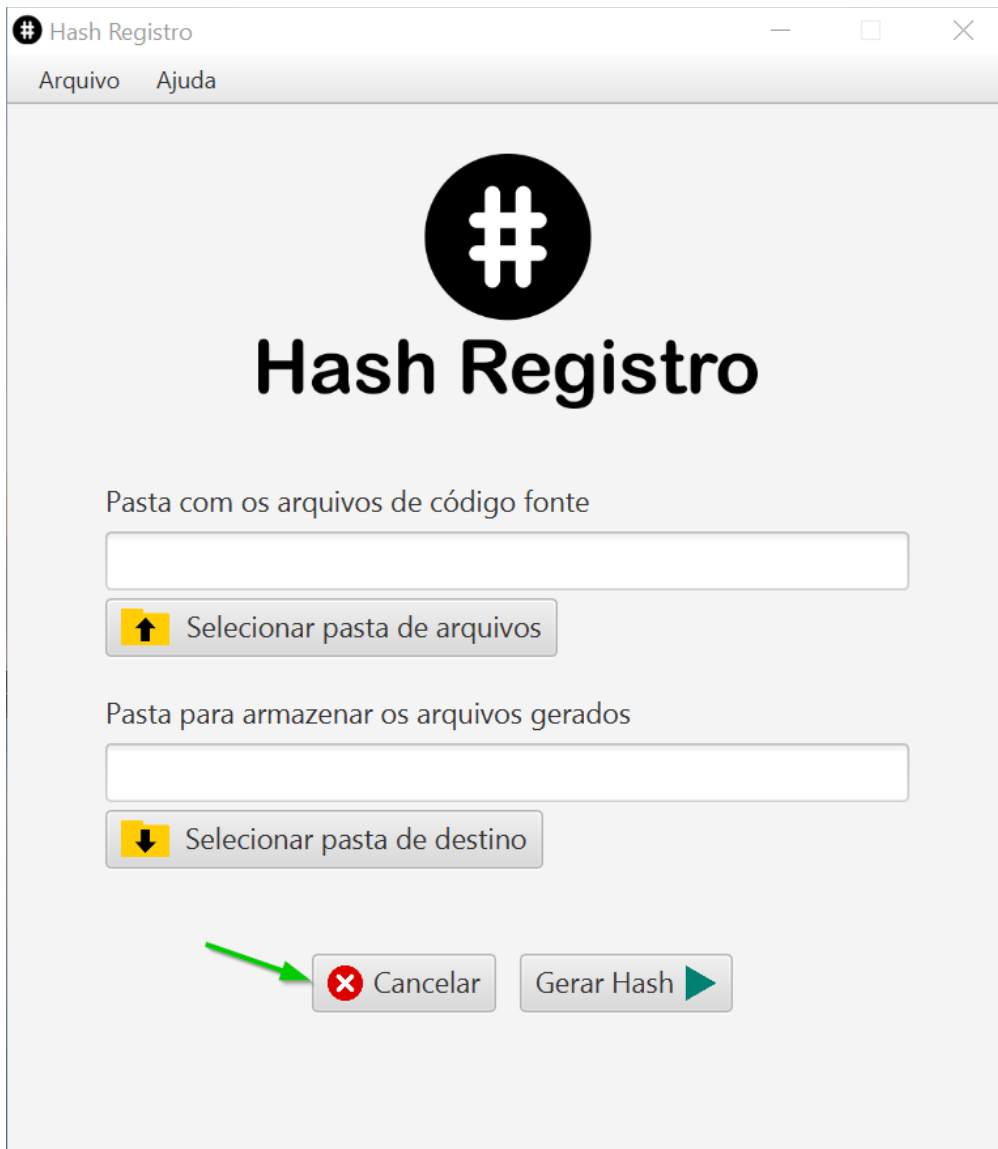 Hash Registro
Arquivo Ajuda
Hash Registro
Pasta com os arquivos de código fonte
Selecionar pasta de arquivos
Pasta para armazenar os arquivos gerados
Selecionar pasta de destino
Cancelar Gerar Hash